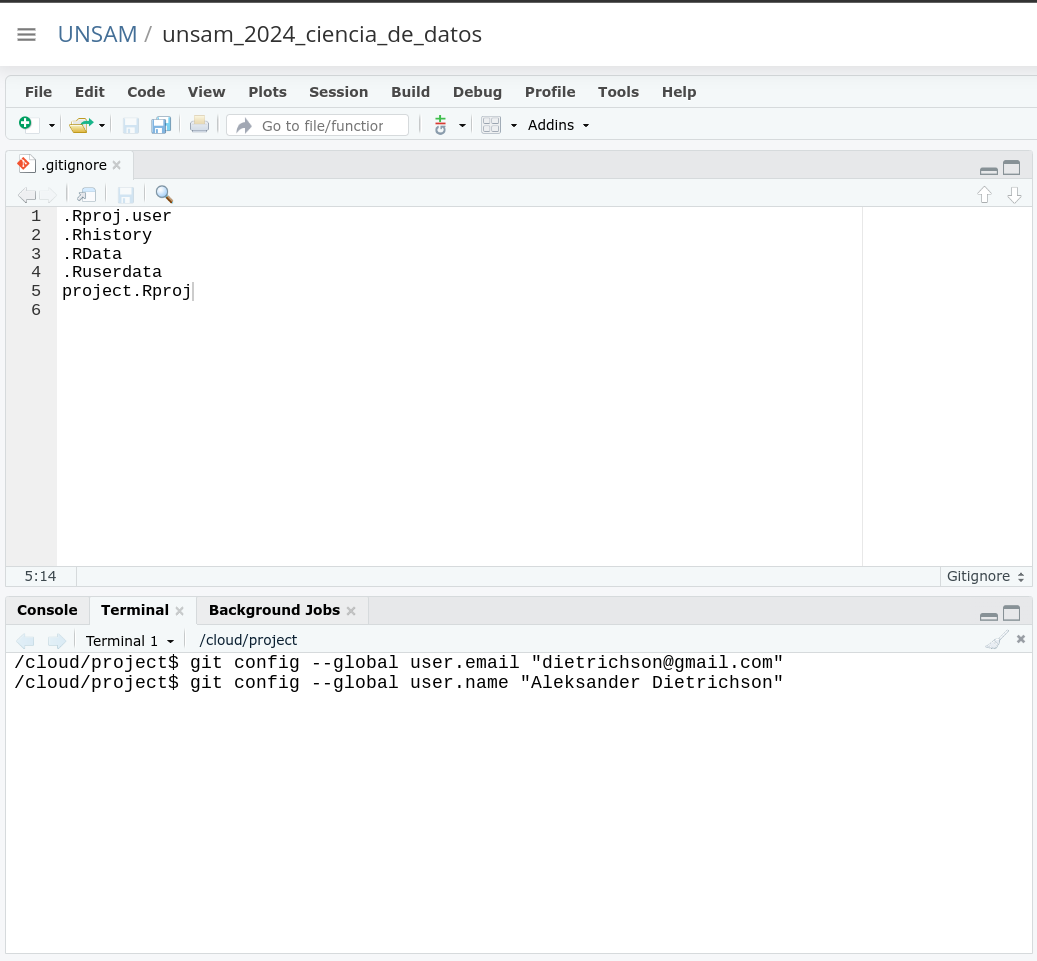 UNSAM / unsam_2024_ciencia_de_datos
File Edit Code View Plots Session Build Debug Profile Tools Help
Go to file/function Addins
.gitignore
1 .Rproj.user
2 .Rhistory
3 .RData
4 .Ruserdata
5 project.Rproj
6
5:14 Gitignore
Console Terminal Background Jobs
Terminal 1 /cloud/project
/cloud/project$ git config --global user.email "dietrichson@gmail.com"
/cloud/project$ git config --global user.name "Aleksander Dietrichson"